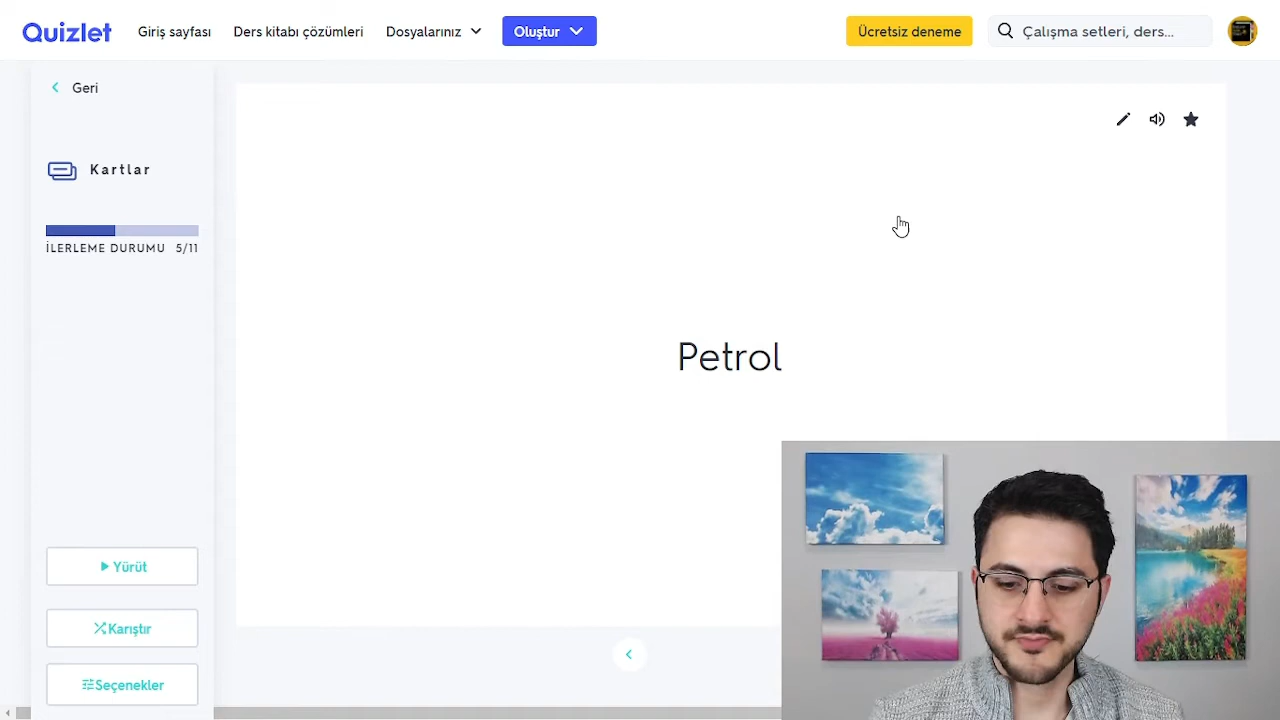 Quizlet
Giriş sayfası
Ders kitabı çözümleri
Dosyalarınız
Oluştur
Ücretsiz deneme
Çalışma setleri, ders...
Geri
Kartlar
İLERLEME DURUMU 5/11
Petrol
Yürüt
Karıştır
Seçenekler